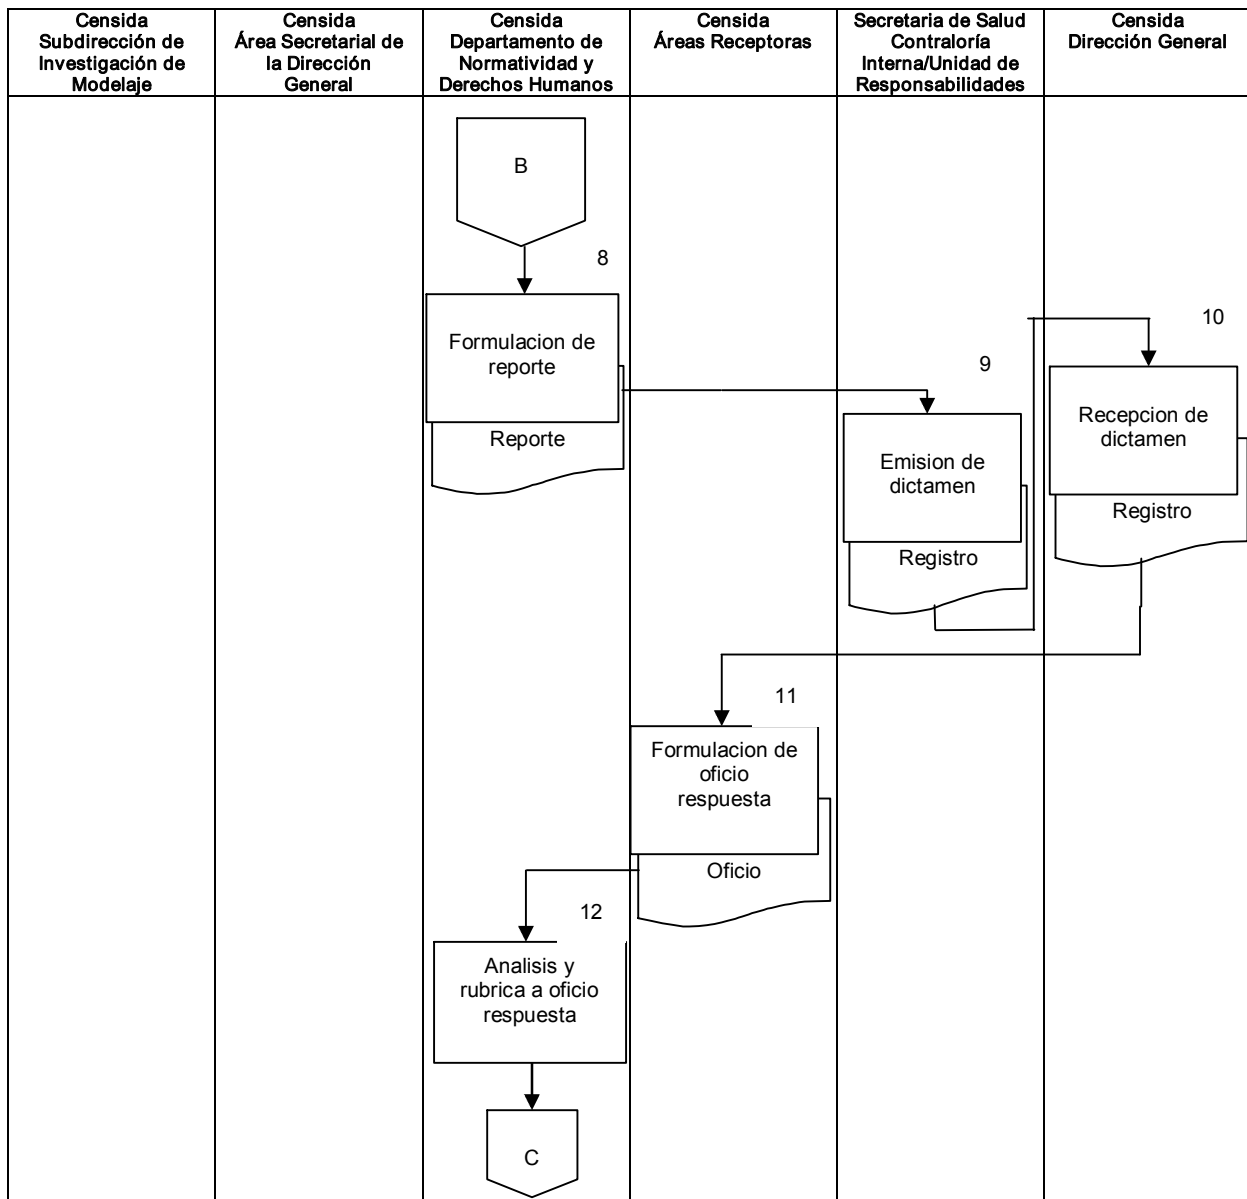 Censida
Subdirección de
Investigación de
Modelaje
Censida
Área Secretarial de
la Dirección
General
Censida
Departamento de
Normatividad y
Derechos Humanos
Censida
Áreas Receptoras
Secretaria de Salud
Contraloría
Interna/Unidad de
Responsabilidades
Censida
Dirección General
B
8
Formulacion de
reporte
Reporte
9
Emision de
dictamen
Registro
10
Recepcion de
dictamen
Registro
11
Formulacion de
oficio
respuesta
Oficio
12
Analisis y
rubrica a oficio
respuesta
C